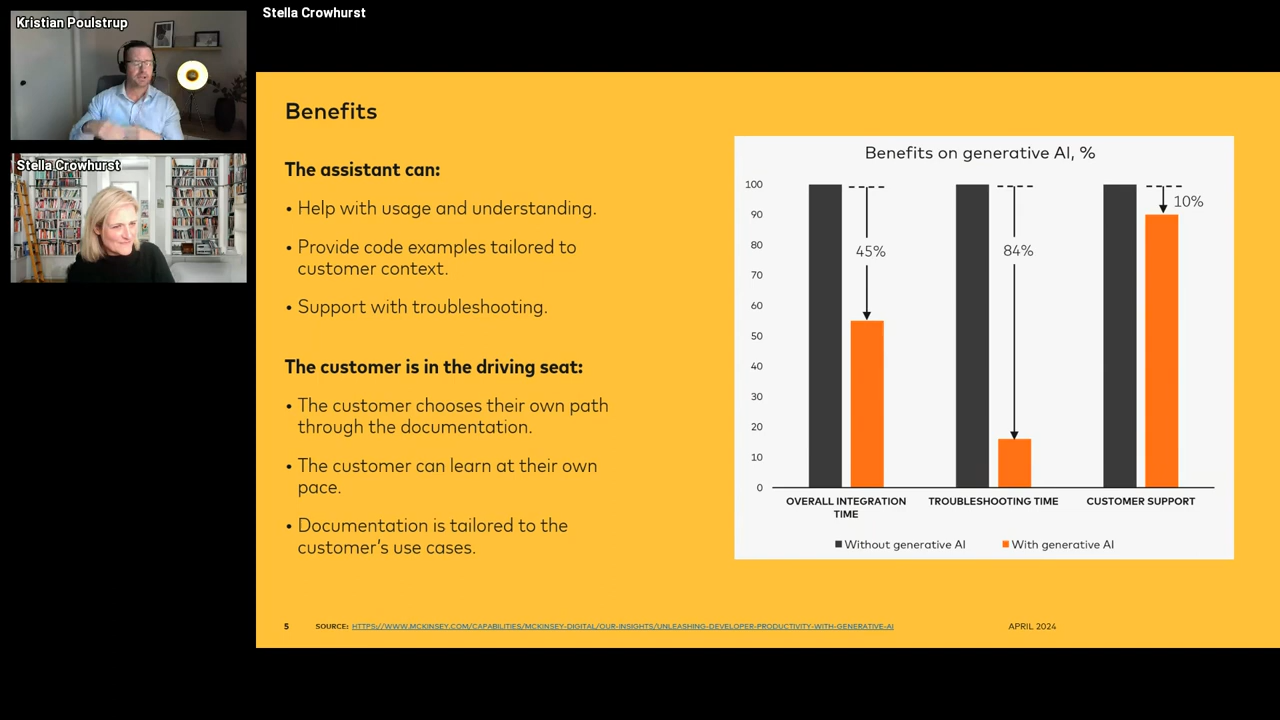 Kristian Poulstrup
Stella Crowhurst
Stella Crowhurst
Benefits
The assistant can:
• Help with usage and understanding.
• Provide code examples tailored to
customer context.
• Support with troubleshooting.
The customer is in the driving seat:
• The customer chooses their own path
through the documentation.
• The customer can learn at their own
pace.
• Documentation is tailored to the
customer's use cases.
Benefits on generative AI, %
100
90
80
70
60
50
40
30
20
10
0
45%
84%
10%
OVERALL INTEGRATION
TIME
TROUBLESHOOTING TIME
CUSTOMER SUPPORT
Without generative AI
With generative AI
5
SOURCE: HTTPS://WWW.MCKINSEY.COM/CAPABILITIES/MCKINSEY-DIGITAL/OUR-INSIGHTS/UNLEASHING-DEVELOPER-PRODUCTIVITY-WITH-GENERATIVE-AI
APRIL 2024